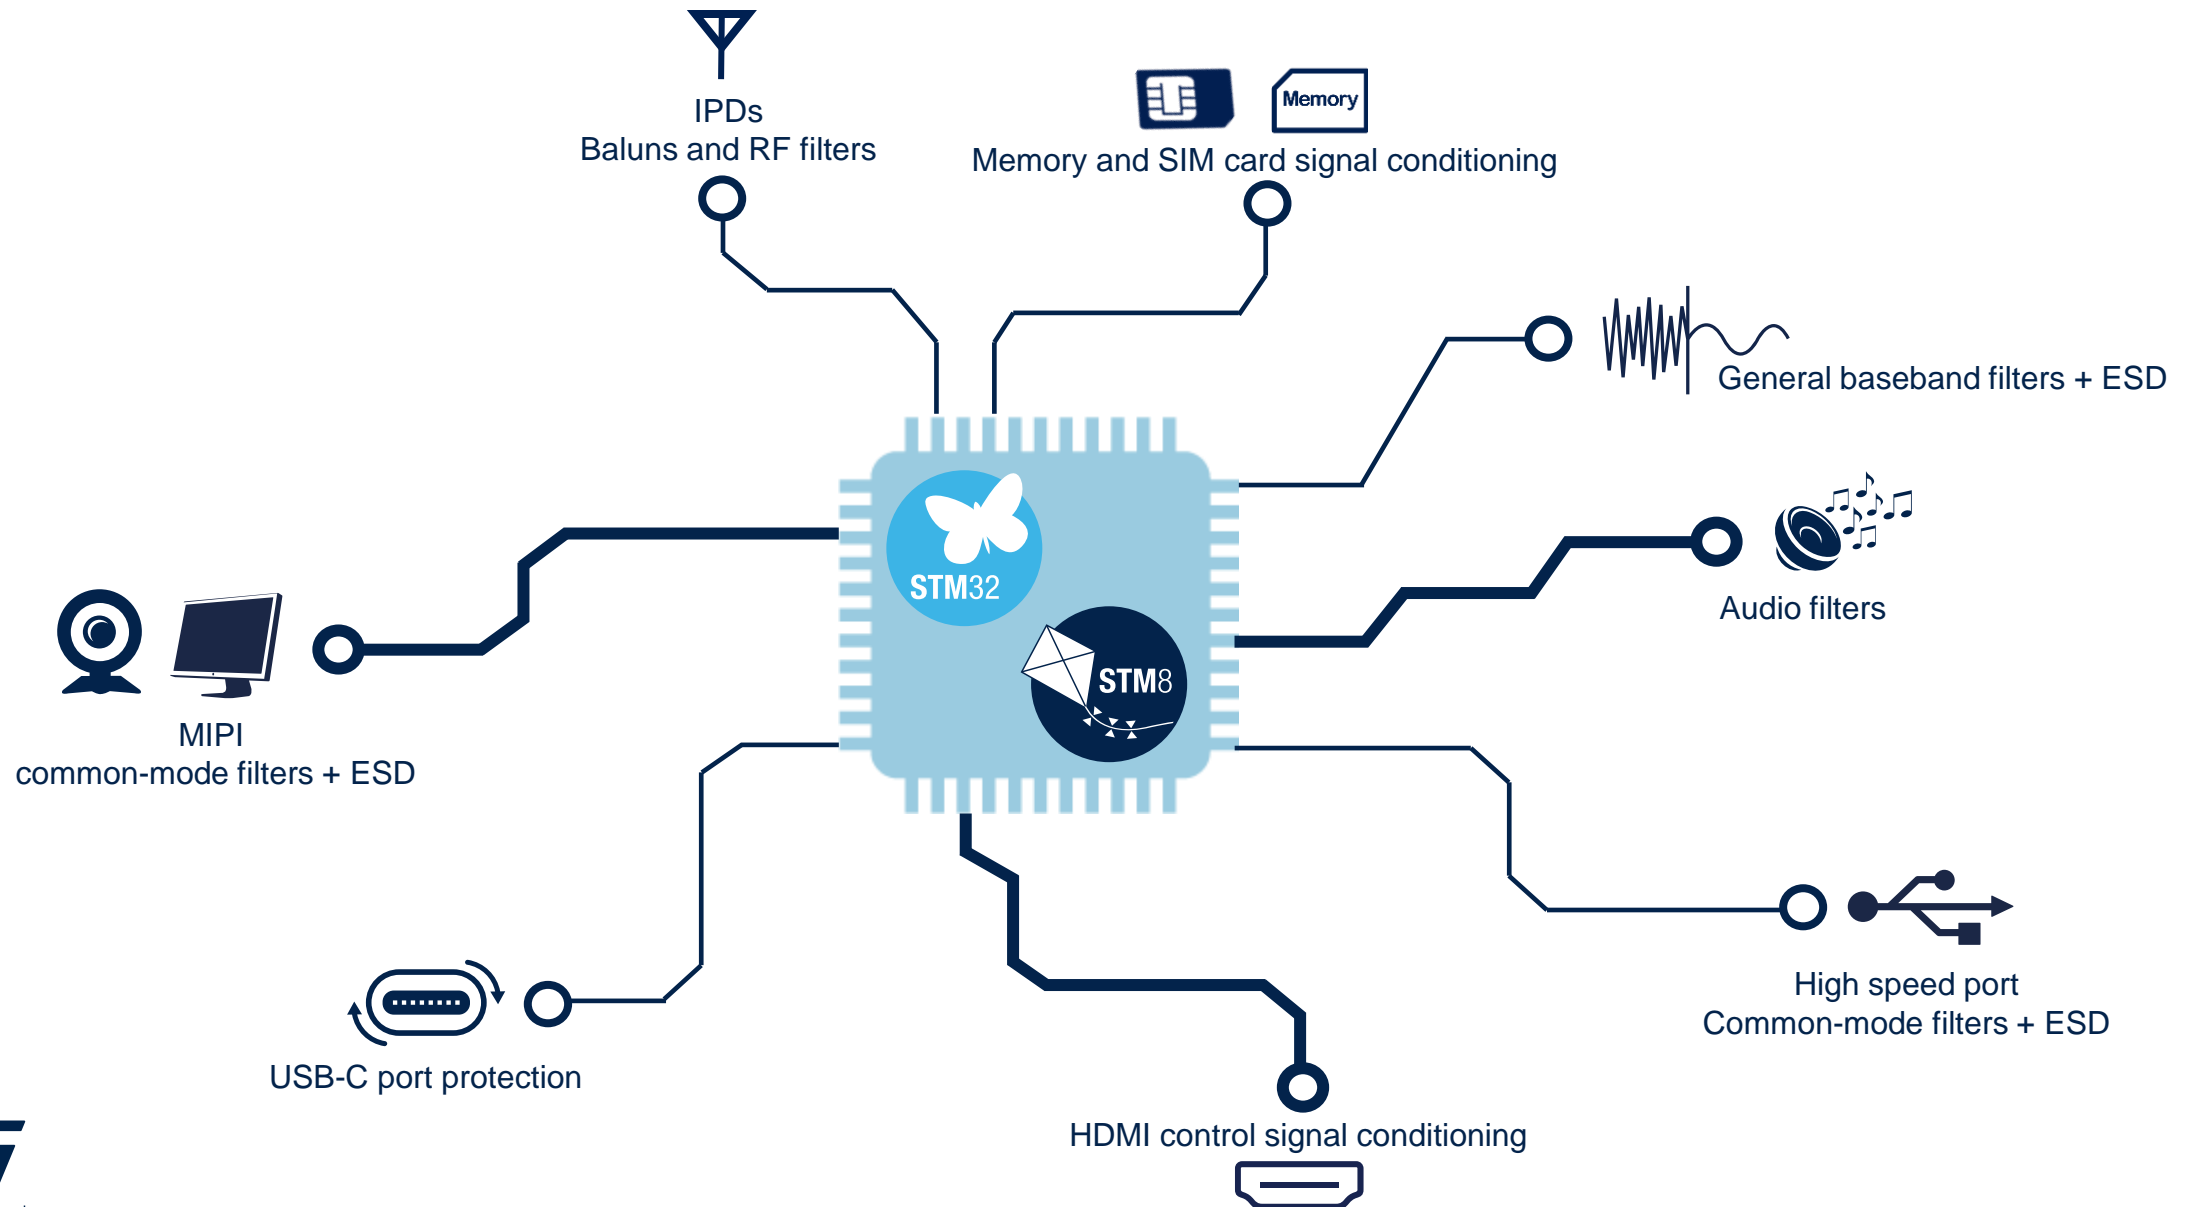 IPDs
Baluns and RF filters
Memory
Memory and SIM card signal conditioning
General baseband filters + ESD
STM32
Audio filters
STM8
MIPI
common-mode filters + ESD
High speed port
Common-mode filters + ESD
USB-C port protection
HDMI control signal conditioning